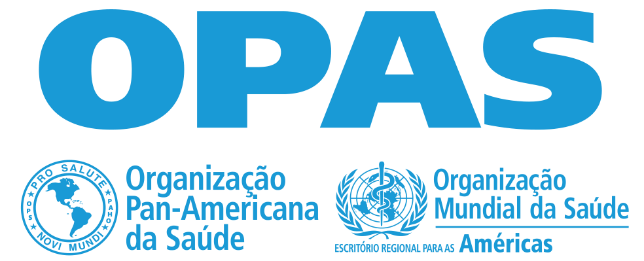 OPAS
PRO SALUTE
NOVI MUNDI
OPS
PAHO
Organização
Pan-Americana
da Saúde
Organização
Mundial da Saúde
ESCRITÓRIO REGIONAL PARA AS Américas